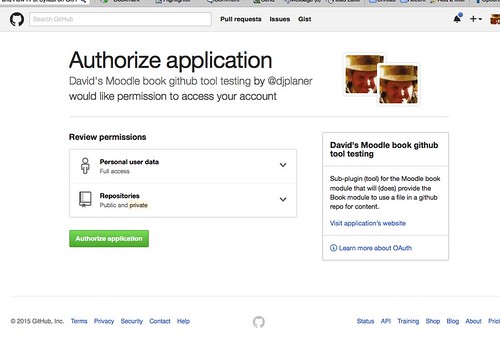 Search GitHub
Pull requests Issues Gist
Authorize application
David's Moodle book github tool testing by @djplaner
would like permission to access your account
Review permissions
Personal user data
Full access
Repositories
Public and private
Authorize application
David's Moodle book github
tool testing
Sub-plugin (tool) for the Moodle book
module that will (does) provide the
Book module to use a file in a github
repo for content.
Visit application's website
Learn more about OAuth
© 2015 GitHub, Inc. Terms Privacy Security Contact Help
Status API Training Shop Blog About